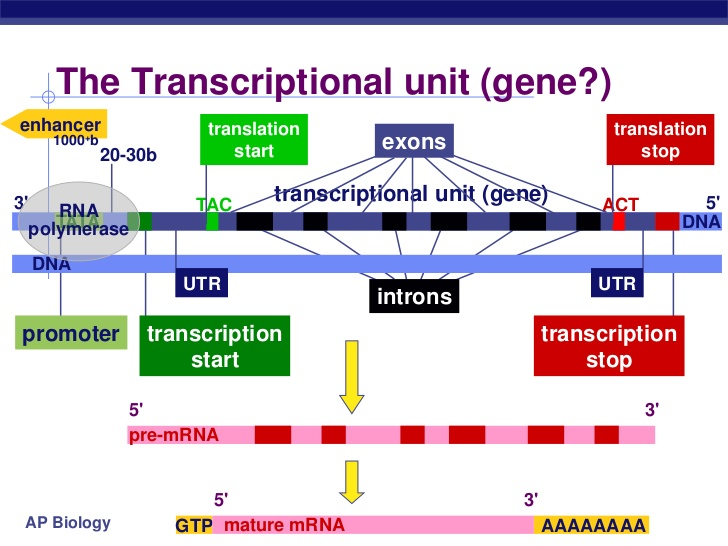 The Transcriptional unit (gene?)
enhancer
1000+b
20-30b
translation
start
exons
translation
stop
transcriptional unit (gene)
3'
RNA
polymerase
TATA
TAC
ACT
5'
DNA
DNA
UTR
introns
UTR
promoter
transcription
start
transcription
stop
5'
3'
pre-mRNA
5'
3'
GTP
mature mRNA
AAAAAAAA
AP Biology